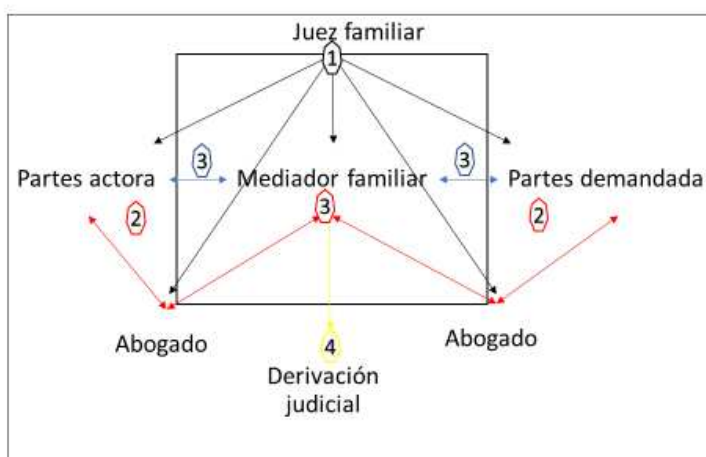 Juez familiar
1
3
3
Partes actora
Mediador familiar
Partes demandada
2
3
2
Abogado
Abogado
4
Derivación
judicial